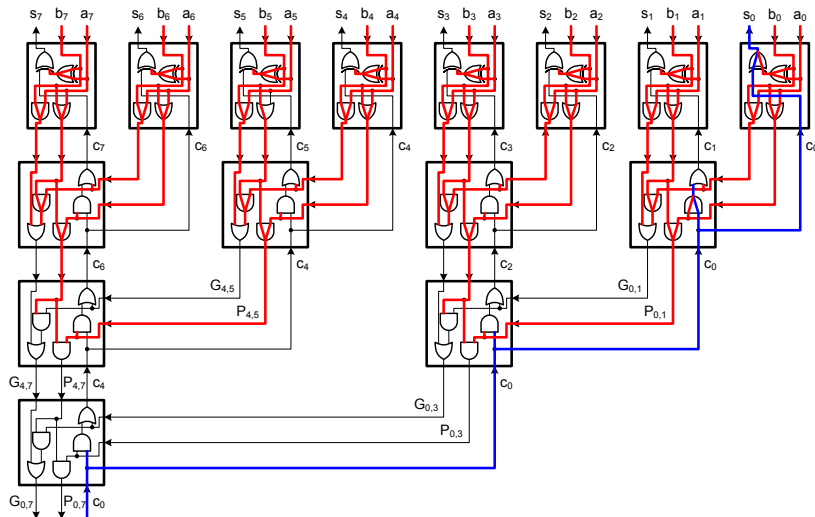 s7 b7 a7 s6 b6 a6 s5 b5 a5 s4 b4 a4 s3 b3 a3 s2 b2 a2 s1 b1 a1 s0 b0 a0
c7 c6 c5 c4 c3 c2 c1 c0
c6 c4 c2 c0
G4,5 G0,1
P4,5 P0,1
G4,7 P4,7 c4 c0
G0,3
P0,3
G0,7 P0,7 c0